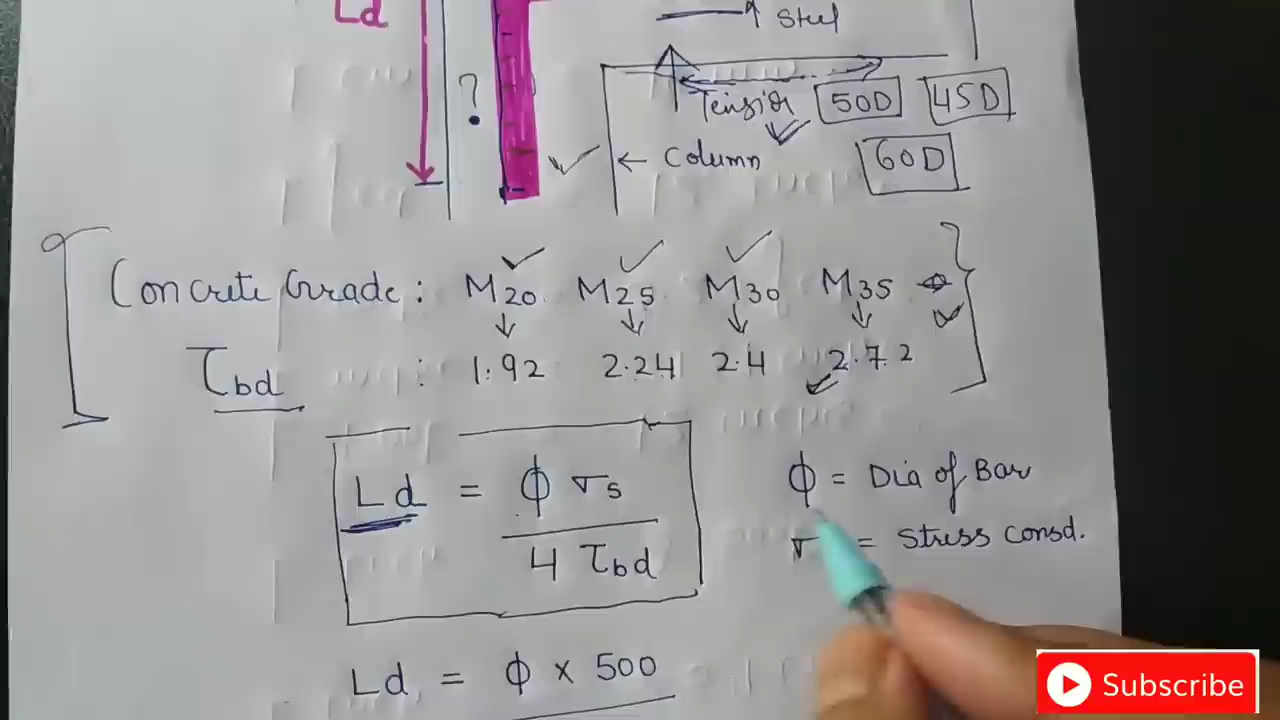 Ld
Steel
?
Tension 50D 45D
← Column 60D
Concrete Grade : M20 M25 M30 M35
τbd : 1.92 2.24 2.4 2.72
Ld = ϕ σs
4 τbd
ϕ = Dia of Bar
σ = Stress Consd.
Ld = ϕ x 500
Subscribe